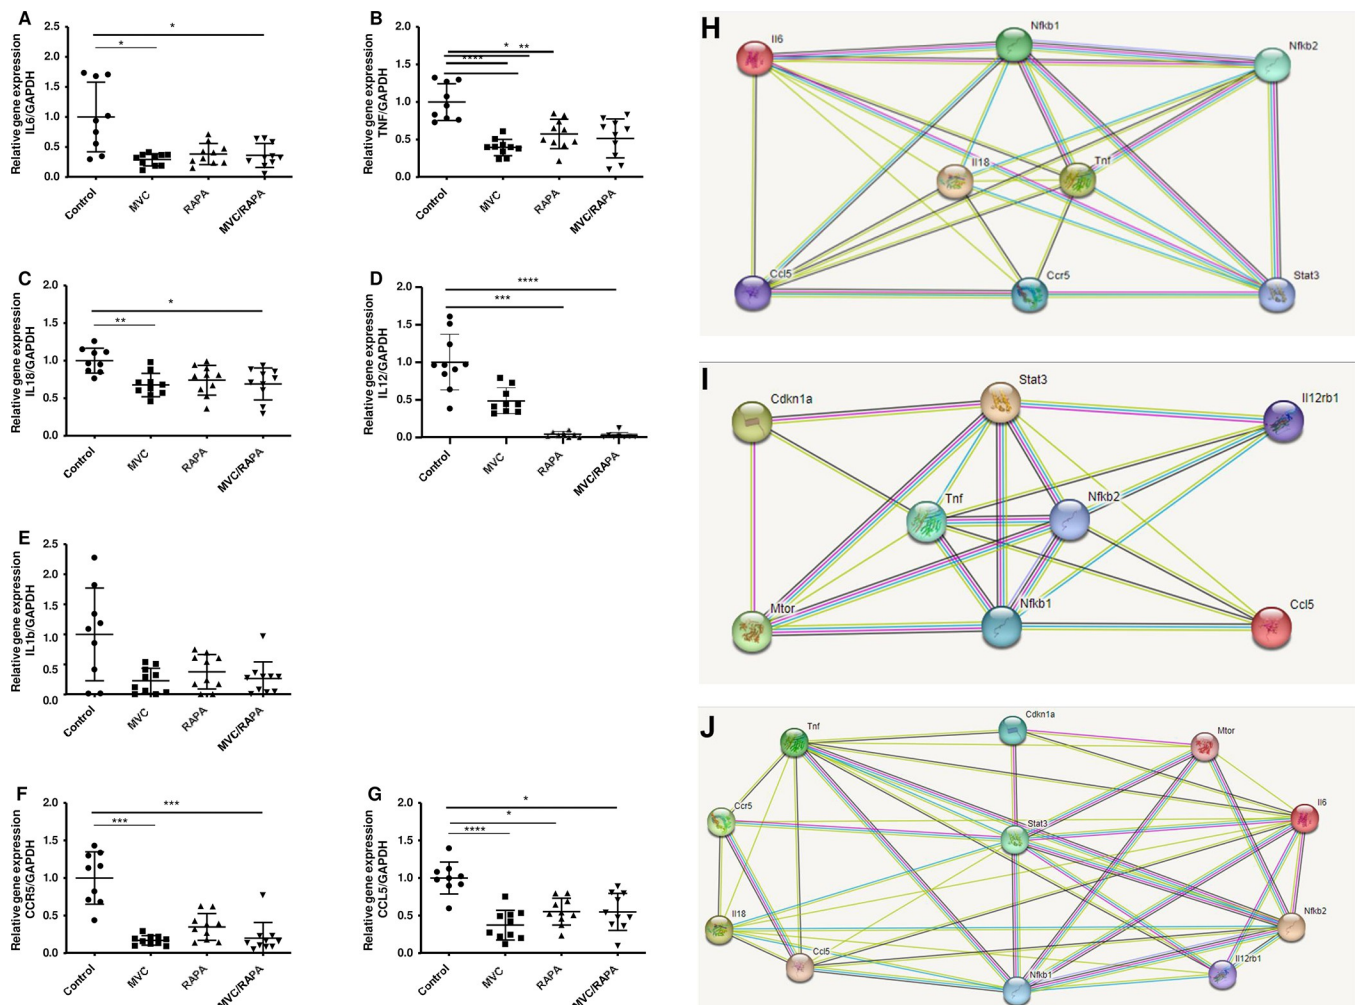 A
Relative gene expression
IL6/GAPDH
2.5
2.0
1.5
1.0
0.5
0.0
*
*
Control
MVC
RAPA
MVC/RAPA
B
Relative gene expression
TNF/GAPDH
2.0
1.5
1.0
0.5
0.0
* **
****
Control
MVC
RAPA
MVC/RAPA
C
Relative gene expression
IL18/GAPDH
2.0
1.5
1.0
0.5
0.0
*
**
Control
MVC
RAPA
MVC/RAPA
D
Relative gene expression
IL12/GAPDH
2.0
1.5
1.0
0.5
0.0
****
***
Control
MVC
RAPA
MVC/RAPA
E
Relative gene expression
IL1b/GAPDH
2.5
2.0
1.5
1.0
0.5
0.0
Control
MVC
RAPA
MVC/RAPA
F
Relative gene expression
CCRI5/GAPDH
2.0
1.5
1.0
0.5
0.0
***
***
Control
MVC
RAPA
MVC/RAPA
G
Relative gene expression
CCL5/GAPDH
2.0
1.5
1.0
0.5
0.0
*
*
****
Control
MVC
RAPA
MVC/RAPA
H
Il6
Nfkb1
Nfkb2
Il18
Tnf
Ccl5
Ccr5
Stat3
I
Cdkn1a
Stat3
Il12rb1
Tnf
Nfkb2
Mtor
Nfkb1
Ccl5
J
Tnf
Cdkn1a
Mtor
Ccr5
Stat3
Il6
Il18
Nfkb2
Ccl5
Nfkb1
Il12rb1